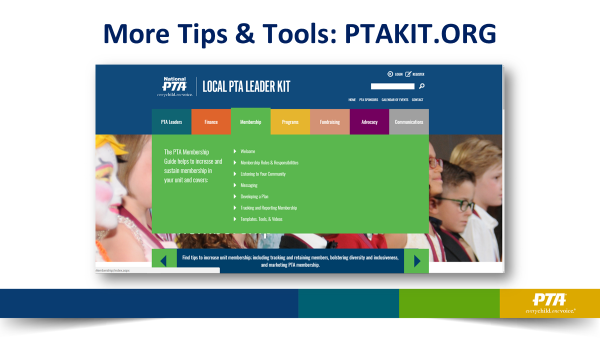 More Tips & Tools: PTAKIT.ORG
LOGIN REGISTER
National
PTA
everychild.onevoice.
LOCAL PTA LEADER KIT
HOME PTA SPONSORS CALENDAR OF EVENTS CONTACT
PTA Leaders Finance Membership Programs Fundraising Advocacy Communications
The PTA Membership
Guide helps to increase and
sustain membership in
your unit and covers:
Welcome
Membership Roles & Responsibilities
Listening to Your Community
Managing
Developing a Plan
Tracking and Reporting Membership
Templates, Tools, & Videos
Find tips to increase unit membership: including tracking and retaining members, bolstering diversity and inclusiveness,
and marketing PTA membership.
PTA
everychild.onevoice.